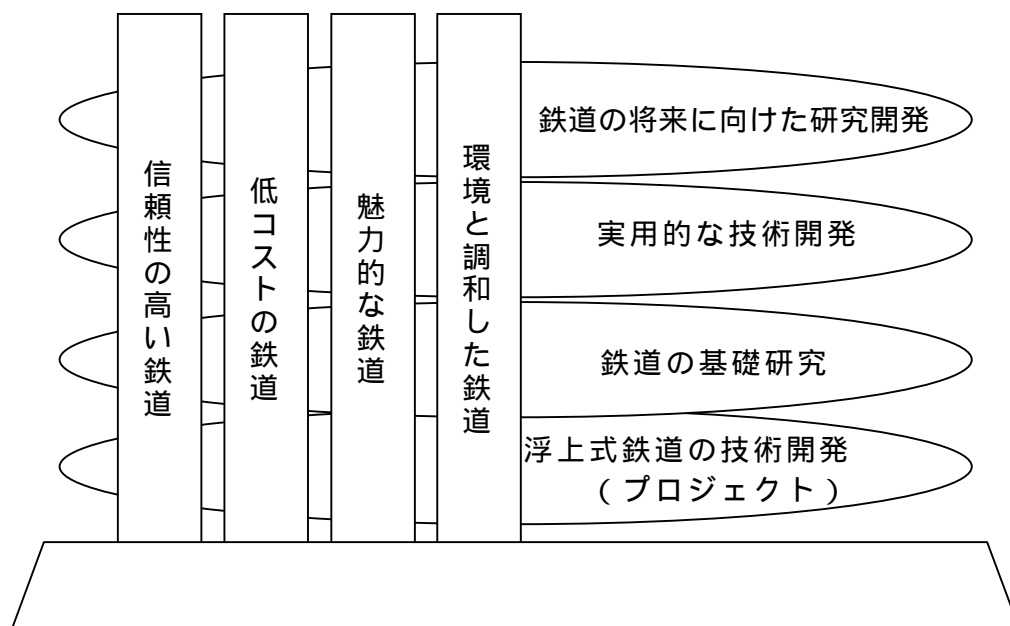 信頼性の高い鉄道
低コストの鉄道
魅力的な鉄道
環境と調和した鉄道
鉄道の将来に向けた研究開発
実用的な技術開発
鉄道の基礎研究
浮上式鉄道の技術開発
(プロジェクト)